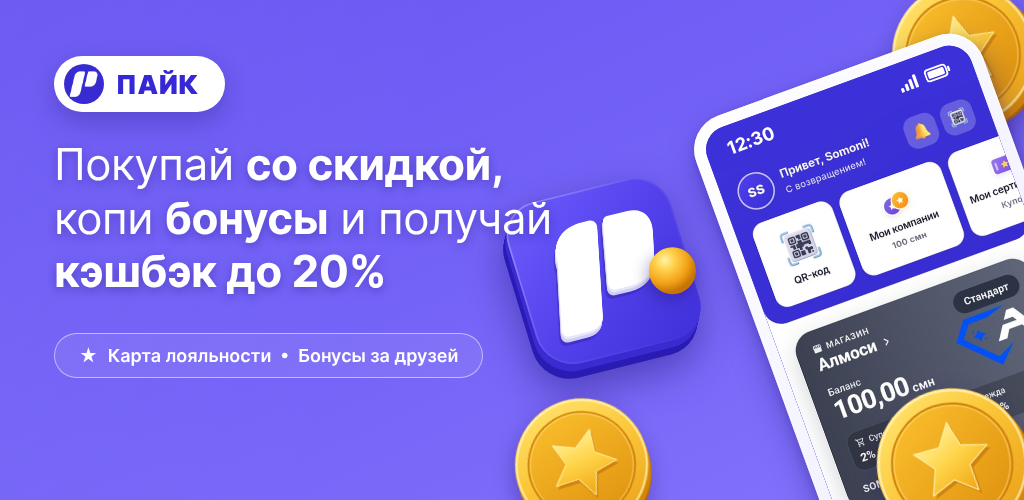 ПАЙК
Покупай со скидкой,
копи бонусы и получай
кэшбэк до 20%
★ Карта лояльности • Бонусы за друзей
12:30
SS
Привет, Somoni!
С возвращением!
QR-код
Мои компании
100 смн
Стандарт
МАГАЗИН
Алмоси
Баланс
100,00 смн
2%